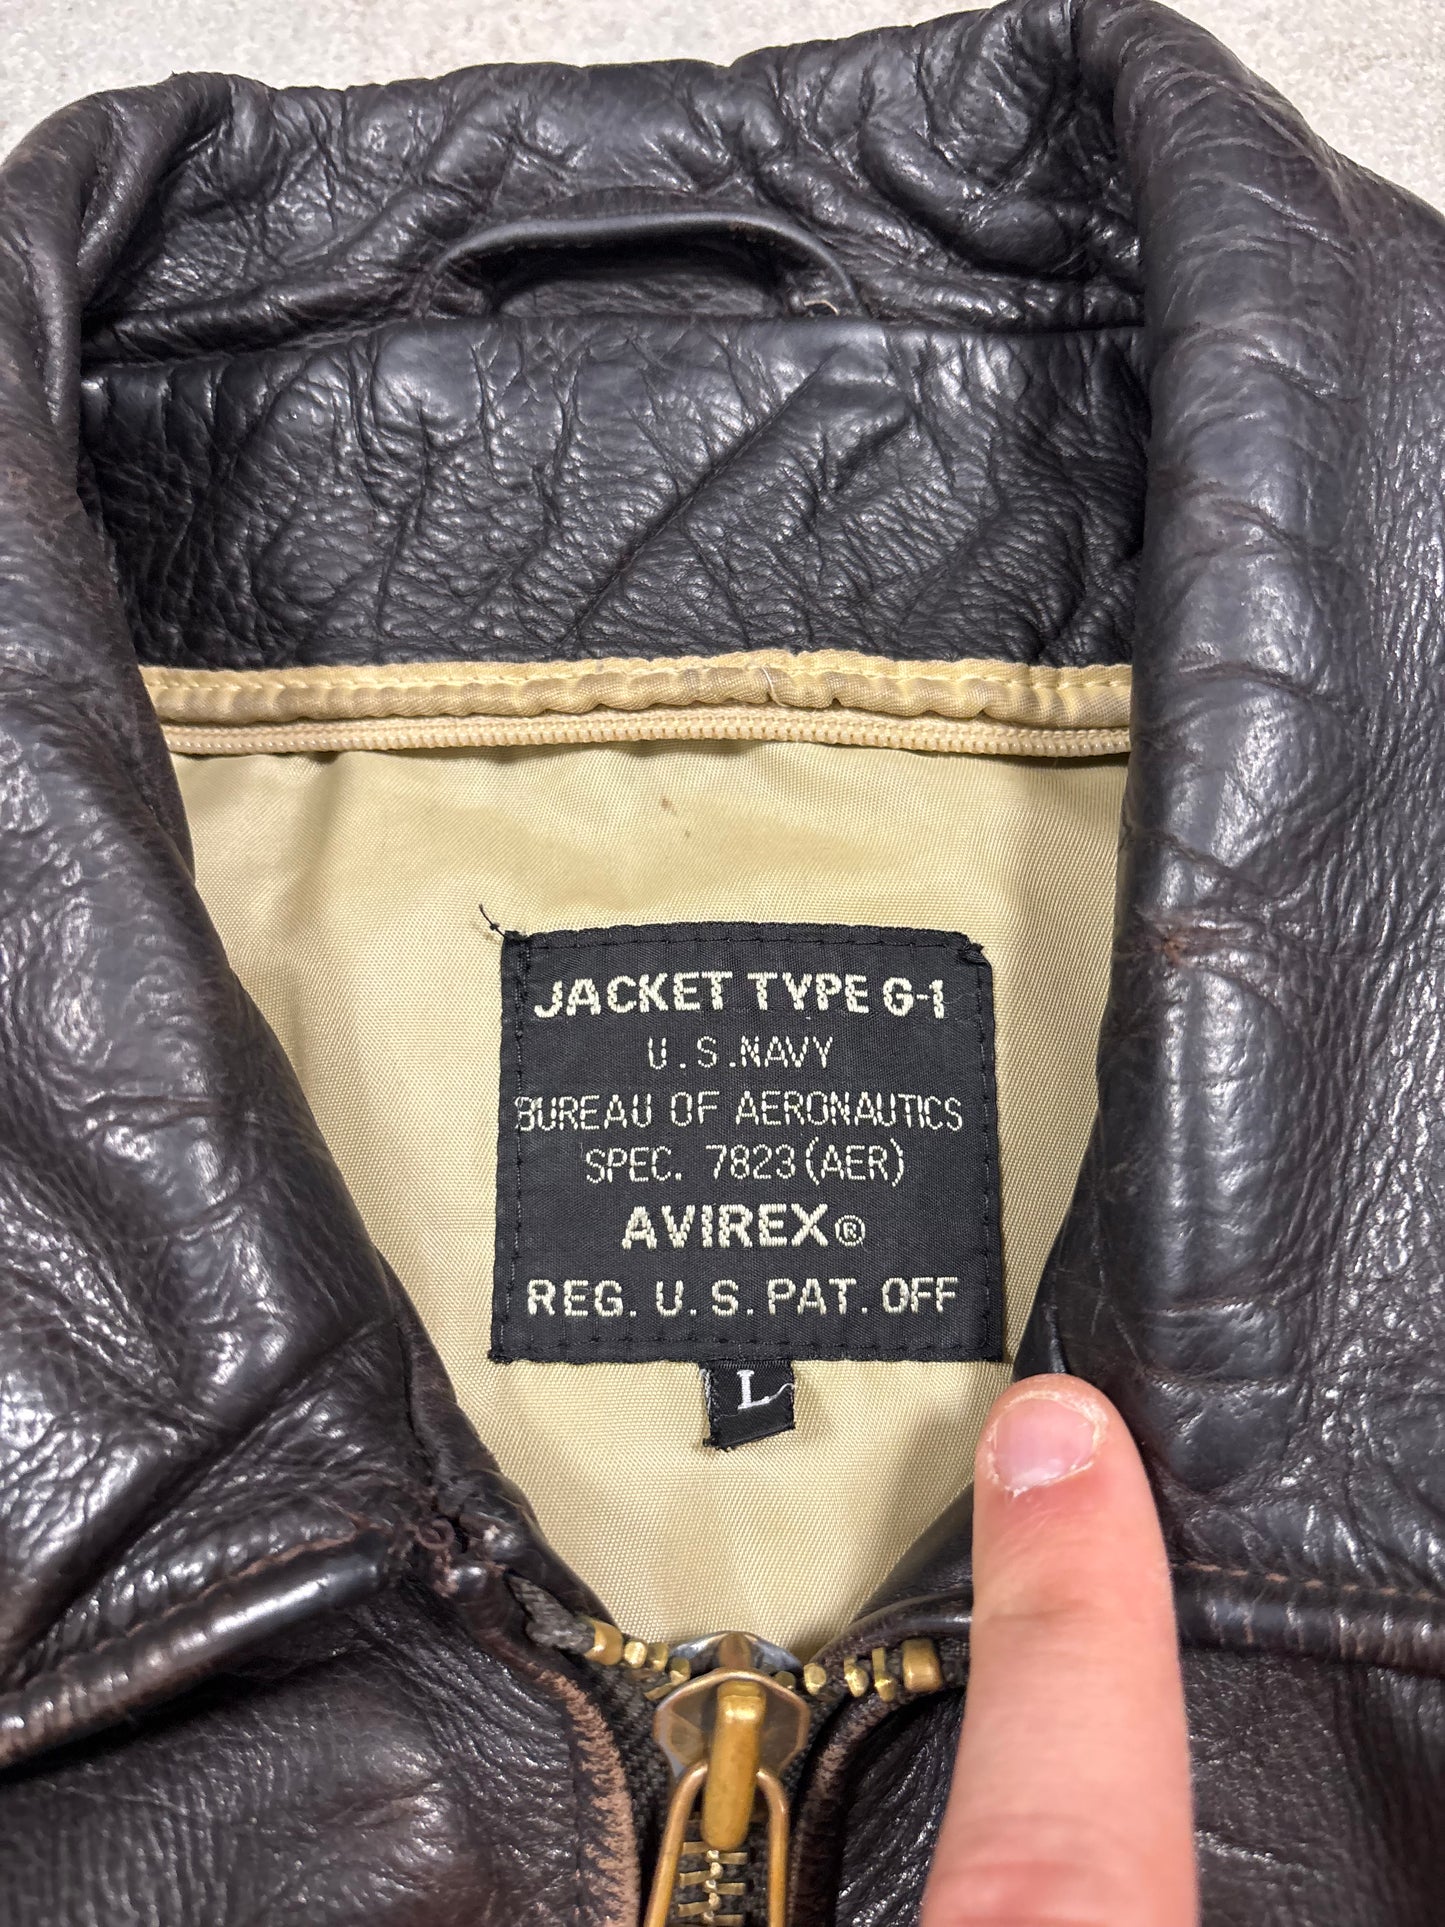 JACKET TYPE G-1
U.S.NAVY
BUREAU OF AERONAUTICS
SPEC. 7823(AER)
AVIREX®
REG. U.S. PAT. OFF
L